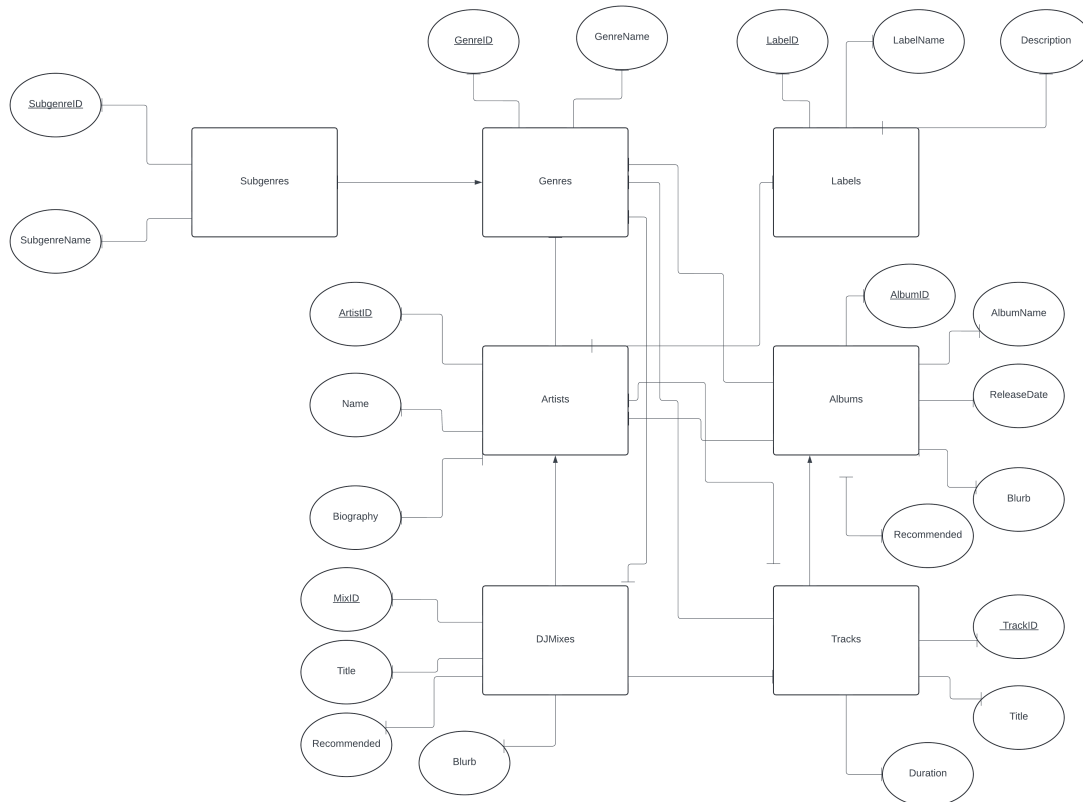 GenreID
GenreName
LabelID
LabelName
Description
SubgenreID
Subgenres
Genres
Labels
SubgenreName
AlbumID
ArtistID
AlbumName
Name
Artists
Albums
ReleaseDate
Biography
Blurb
Recommended
MixID
DJMixes
Tracks
TrackID
Title
Title
Recommended
Blurb
Duration